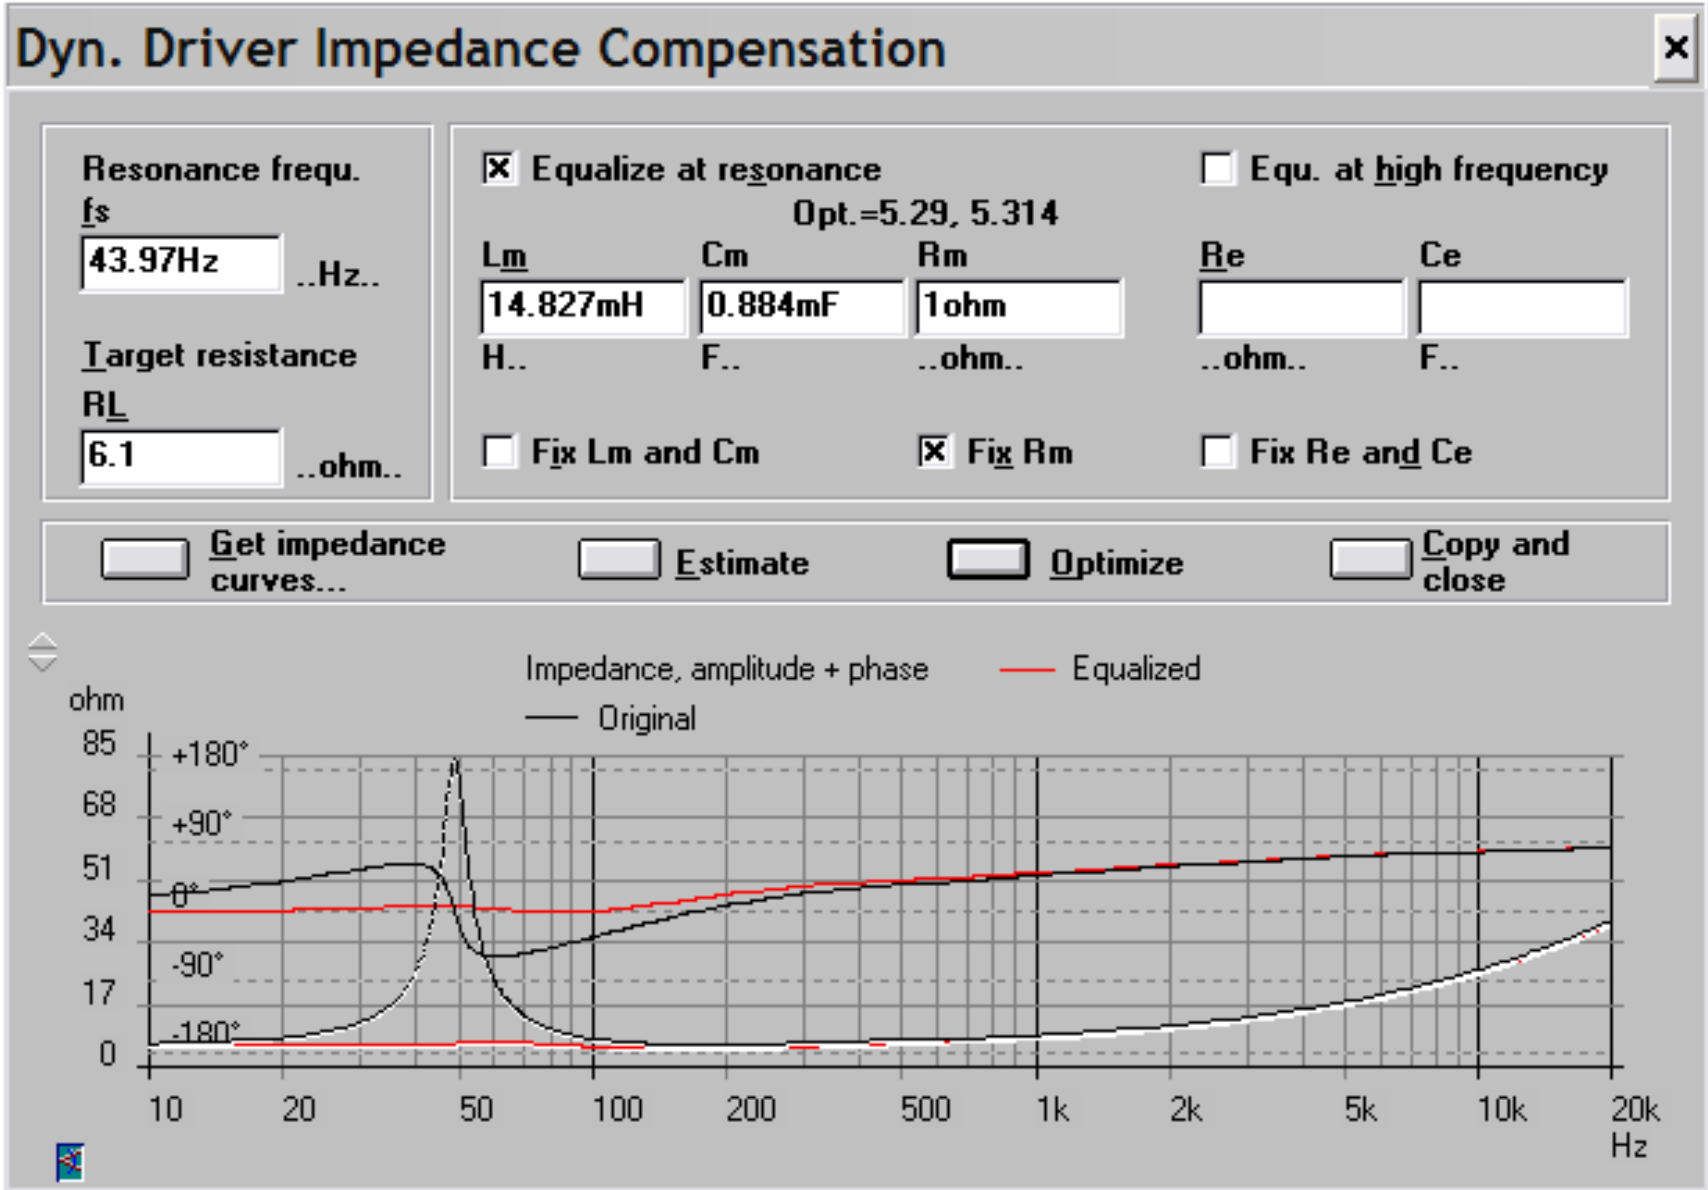 Dyn. Driver Impedance Compensation
Resonance frequ.
fs
43.97Hz
..Hz..
Target resistance
RL
6.1
..ohm..
Equalize at resonance
Opt.=5.29, 5.314
Lm Cm Rm
14.827mH 0.884mF 1ohm
H.. F.. ..ohm..
Fix Lm and Cm Fix Rm
Equ. at high frequency
Re Ce
..ohm.. F..
Fix Re and Ce
Get impedance
curves...
Estimate
Optimize
Copy and
close
Impedance, amplitude + phase
Equalized
Original
ohm
85
68
51
34
17
0
+180°
+90°
0°
-90°
-180°
10 20 50 100 200 500 1k 2k 5k 10k 20k
Hz